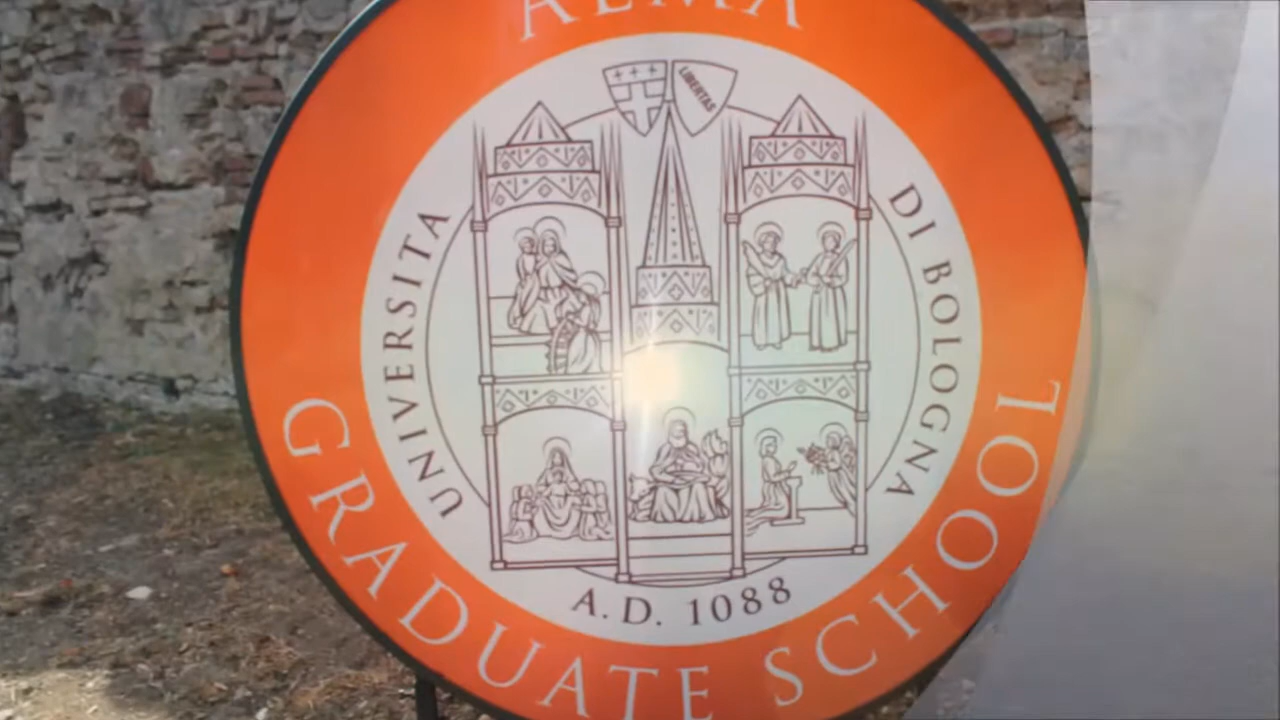 ALMA
LIBERTAS
UNIVERSITA
DI BOLOGNA
A.D. 1088
GRADUATE SCHOOL